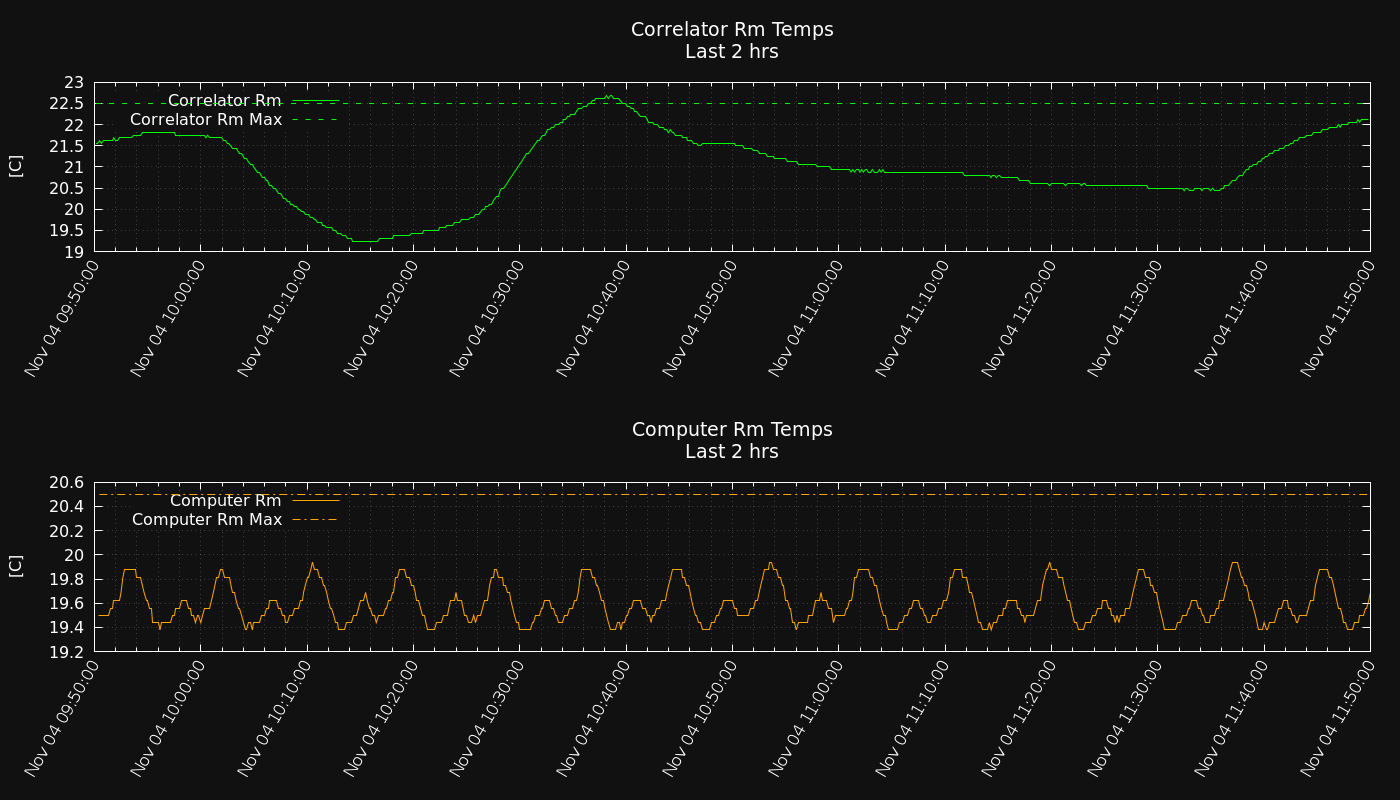 Correlator Rm Temps
Last 2 hrs
23
22.5
22
21.5
21
20.5
20
19.5
19
[C]
Correlator Rm
Correlator Rm Max
Nov 04 09:50:00
Nov 04 10:00:00
Nov 04 10:10:00
Nov 04 10:20:00
Nov 04 10:30:00
Nov 04 10:40:00
Nov 04 10:50:00
Nov 04 11:00:00
Nov 04 11:10:00
Nov 04 11:20:00
Nov 04 11:30:00
Nov 04 11:40:00
Nov 04 11:50:00
Computer Rm Temps
Last 2 hrs
20.6
20.4
20.2
20
19.8
19.6
19.4
19.2
[C]
Computer Rm
Computer Rm Max
Nov 04 09:50:00
Nov 04 10:00:00
Nov 04 10:10:00
Nov 04 10:20:00
Nov 04 10:30:00
Nov 04 10:40:00
Nov 04 10:50:00
Nov 04 11:00:00
Nov 04 11:10:00
Nov 04 11:20:00
Nov 04 11:30:00
Nov 04 11:40:00
Nov 04 11:50:00